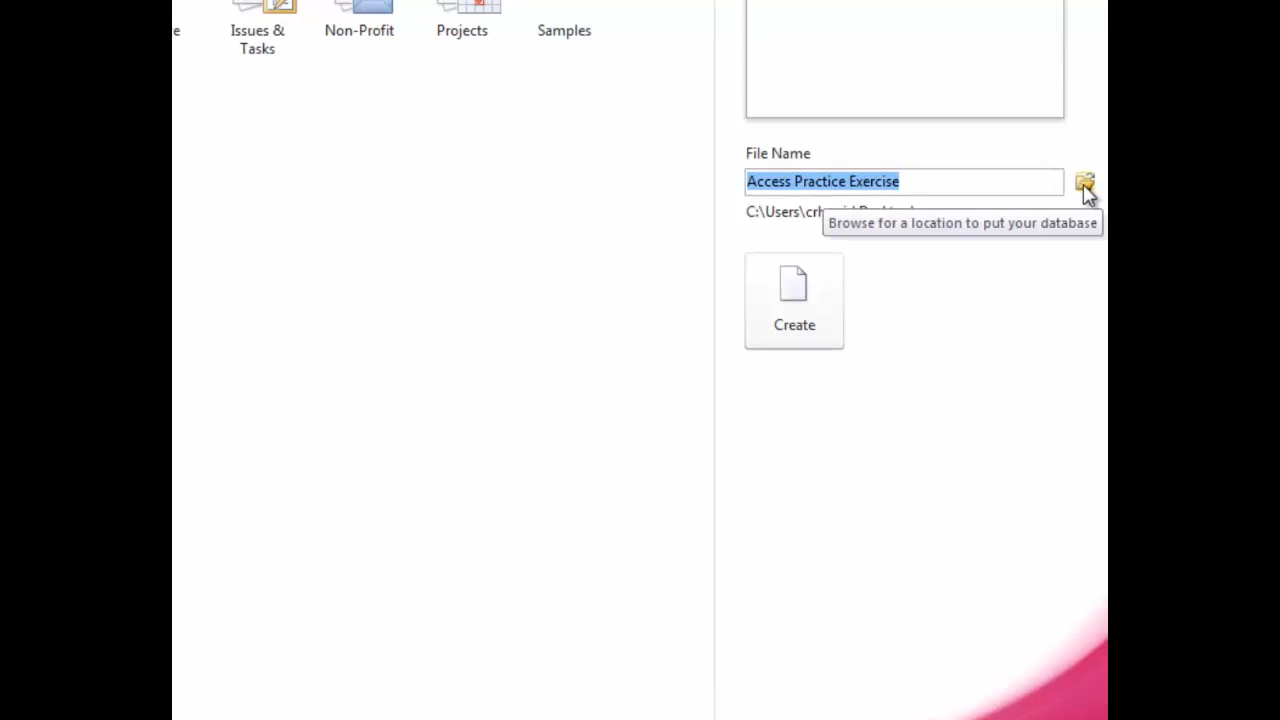 e
Issues &
Tasks
Non-Profit
Projects
Samples
File Name
Access Practice Exercise
C:\Users\
Browse for a location to put your database
Create